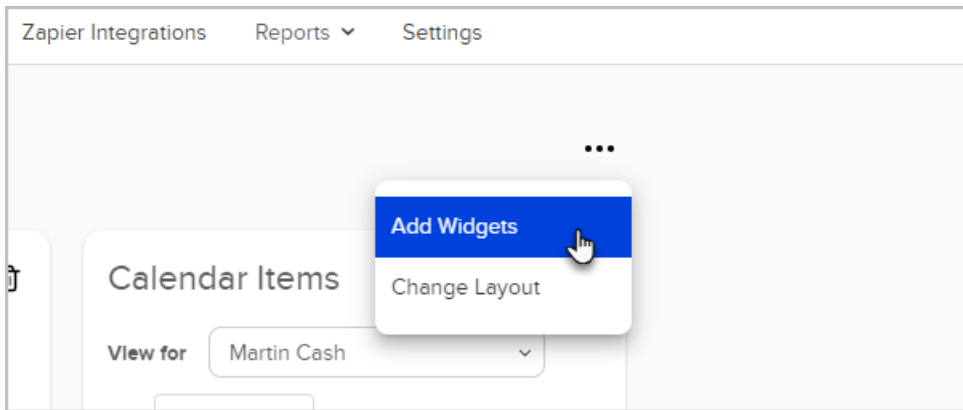 Zapier Integrations Reports Settings
Add Widgets
Calendar Items
Change Layout
View for Martin Cash